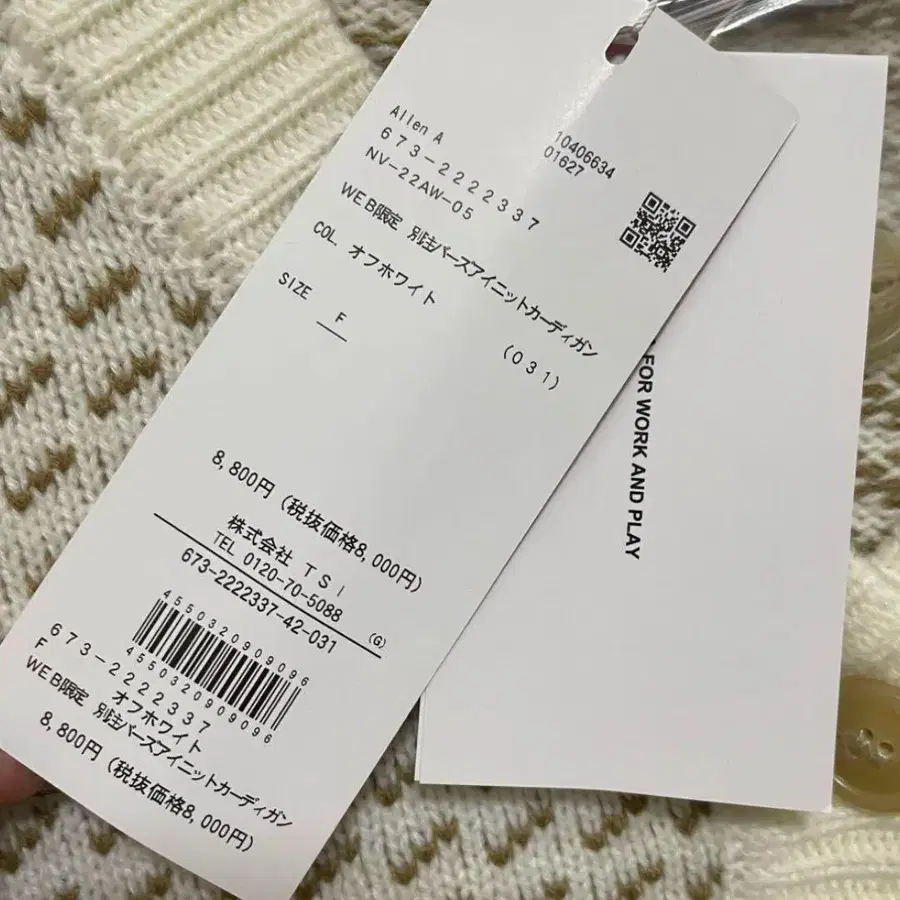 Allen A
673-2222337
NV-22AW-05
10406634
01627
WEB限定 別注バーズアイニットカーディガン
COL. オフホワイト
(031)
SIZE
F
8,800円 (税抜価格8,000円)
株式会社 TSI
TEL 0120-70-5088
673-2222337-42-031
(G)
4550320909096
4550320909096
673-2222337
F
オフホワイト
WEB限定 別注バーズアイニットカーディガン
8,800円 (税抜価格8,000円)
FOR WORK AND PLAY